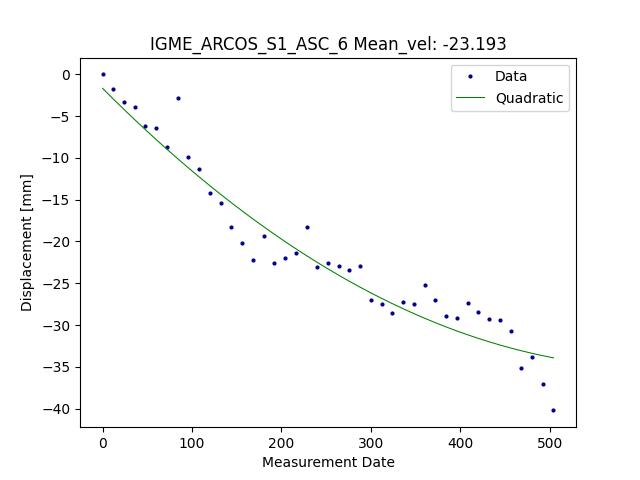 IGME_ARCOS_S1_ASC_6 Mean_vel: -23.193
Data
Quadratic
0
−5
−10
−15
−20
−25
−30
−35
−40
Displacement [mm]
0 100 200 300 400 500
Measurement Date